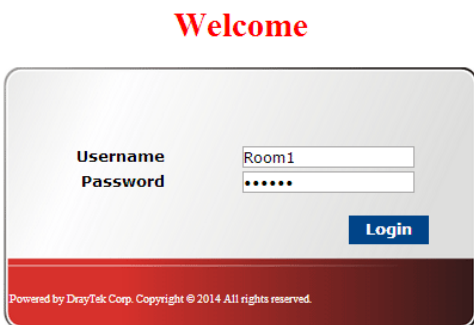 Welcome
Username Room1
Password ••••••
Login
Powered by DrayTek Corp. Copyright © 2014 All rights reserved.